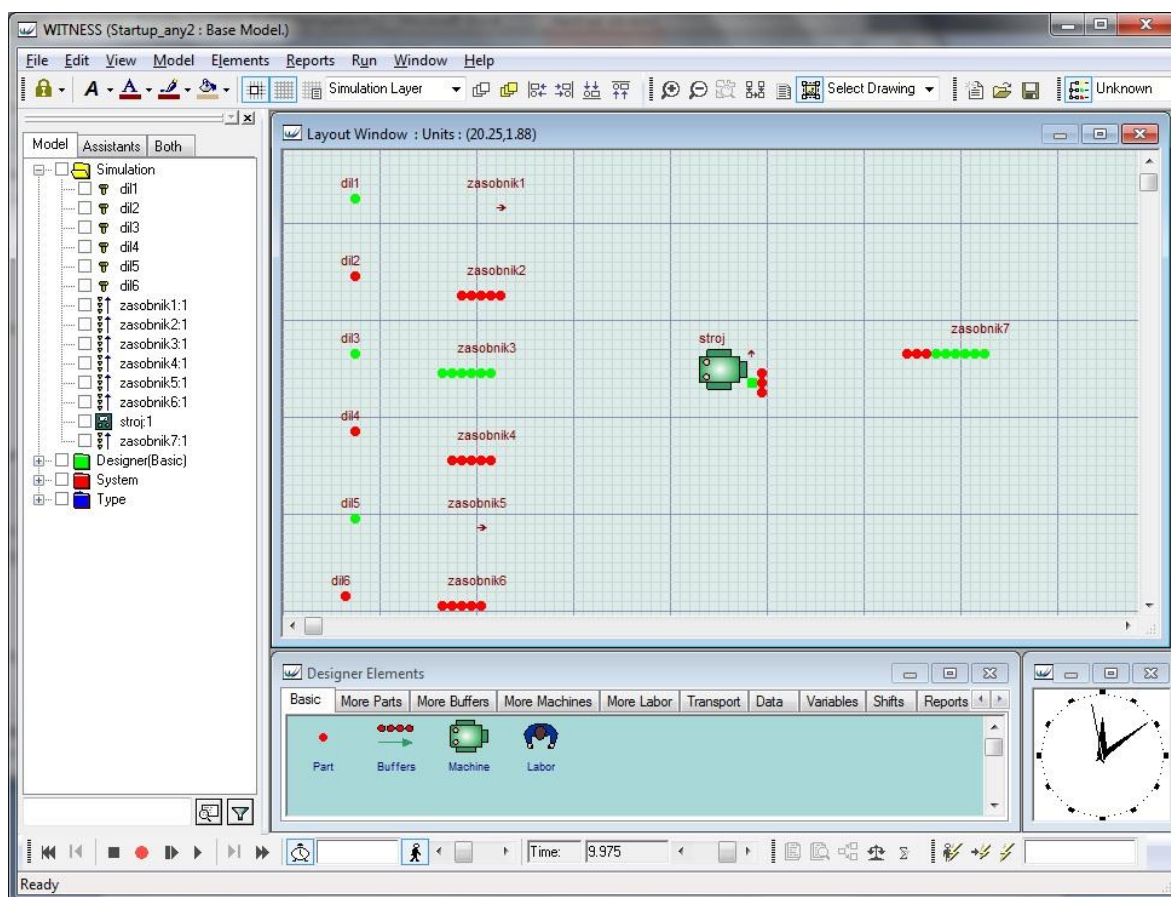 WITNESS (Startup_any2 : Base Model.)
File Edit View Model Elements Reports Run Window Help
A A Simulation Layer Select Drawing Unknown
Model Assistants Both
Simulation
dil1
dil2
dil3
dil4
dil5
dil6
zasobnik1:1
zasobnik2:1
zasobnik3:1
zasobnik4:1
zasobnik5:1
zasobnik6:1
stroj:1
zasobnik7:1
Designer(Basic)
System
Type
Layout Window : Units : (20.25,1.88)
dil1 zasobnik1
dil2 zasobnik2
dil3 zasobnik3 stroj zasobnik7
dil4 zasobnik4
dil5 zasobnik5
dil6 zasobnik6
Designer Elements
Basic More Parts More Buffers More Machines More Labor Transport Data Variables Shifts Reports
Part Buffers Machine Labor
Time: 9.975 Σ
Ready